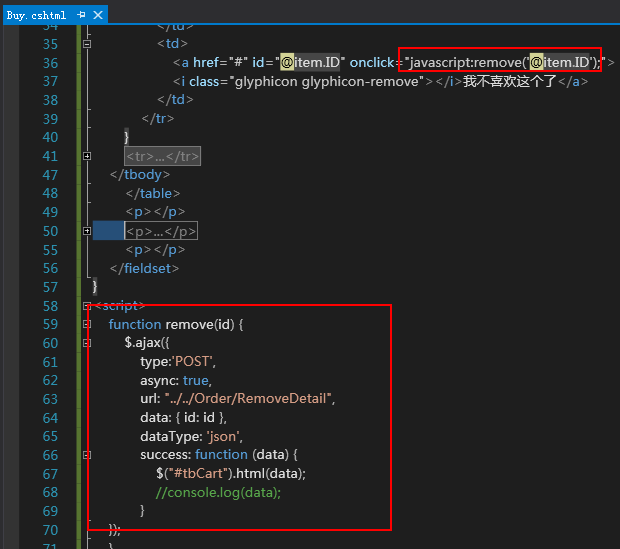 Buy.cshtml
34 </td>
35 <td>
36 <a href="#" id="@item.ID" onclick="javascript:remove('@item.ID');">
37 <i class="glyphicon glyphicon-remove"></i>我不喜欢这个了</a>
38 </td>
39 </tr>
40 }
41 <tr>...</tr>
47 </tbody>
48 </table>
49 <p></p>
50 <p>...</p>
55 <p></p>
56 </fieldset>
57 }
58 <script>
59 function remove(id) {
60 $.ajax({
61 type:'POST',
62 async: true,
63 url: "../../Order/RemoveDetail",
64 data: { id: id },
65 dataType: 'json',
66 success: function (data) {
67 $("#tbCart").html(data);
68 //console.log(data);
69 }
70 });
71 }